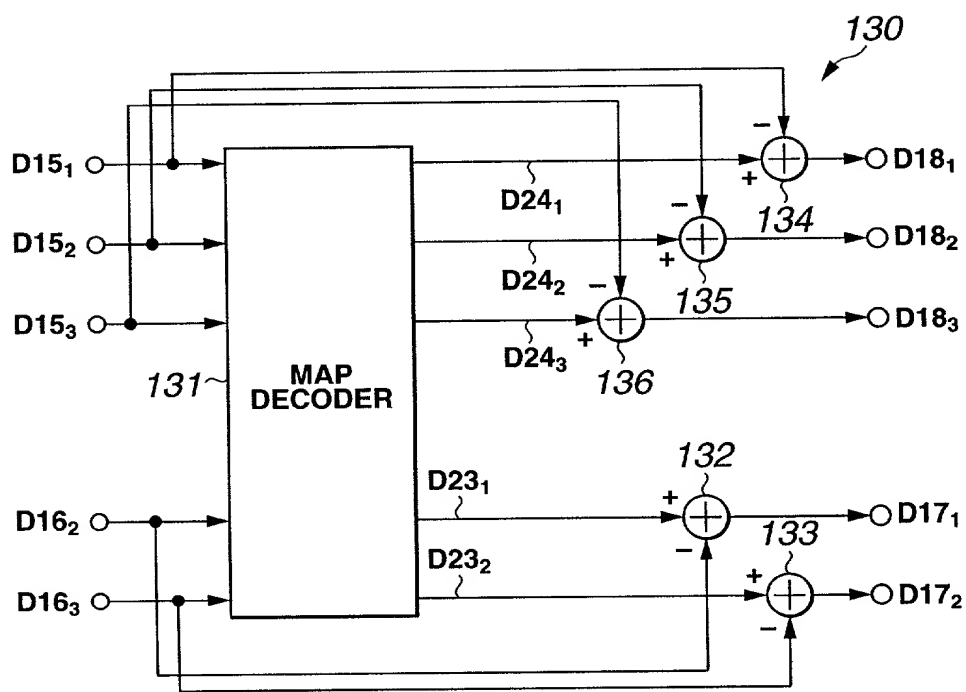 130
D15₁
D15₂
D15₃
−
+
D24₁
134
D18₁
−
+
D24₂
135
D18₂
−
+
D24₃
136
D18₃
131
MAP
DECODER
D16₂
D16₃
D23₁
+
−
132
D17₁
D23₂
+
−
133
D17₂